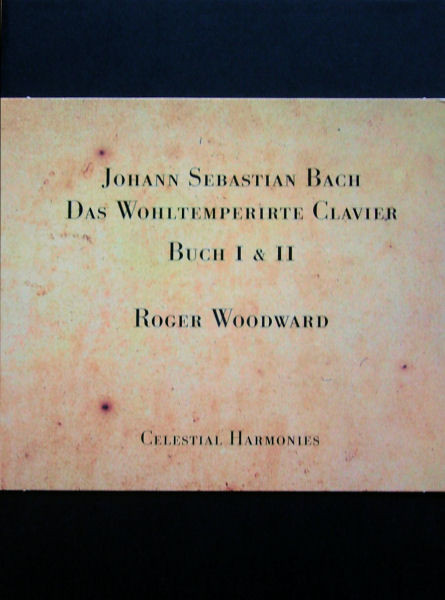 Johann Sebastian Bach
Das Wohltemperirte Clavier
Buch I & II
Roger Woodward
Celestial Harmonies